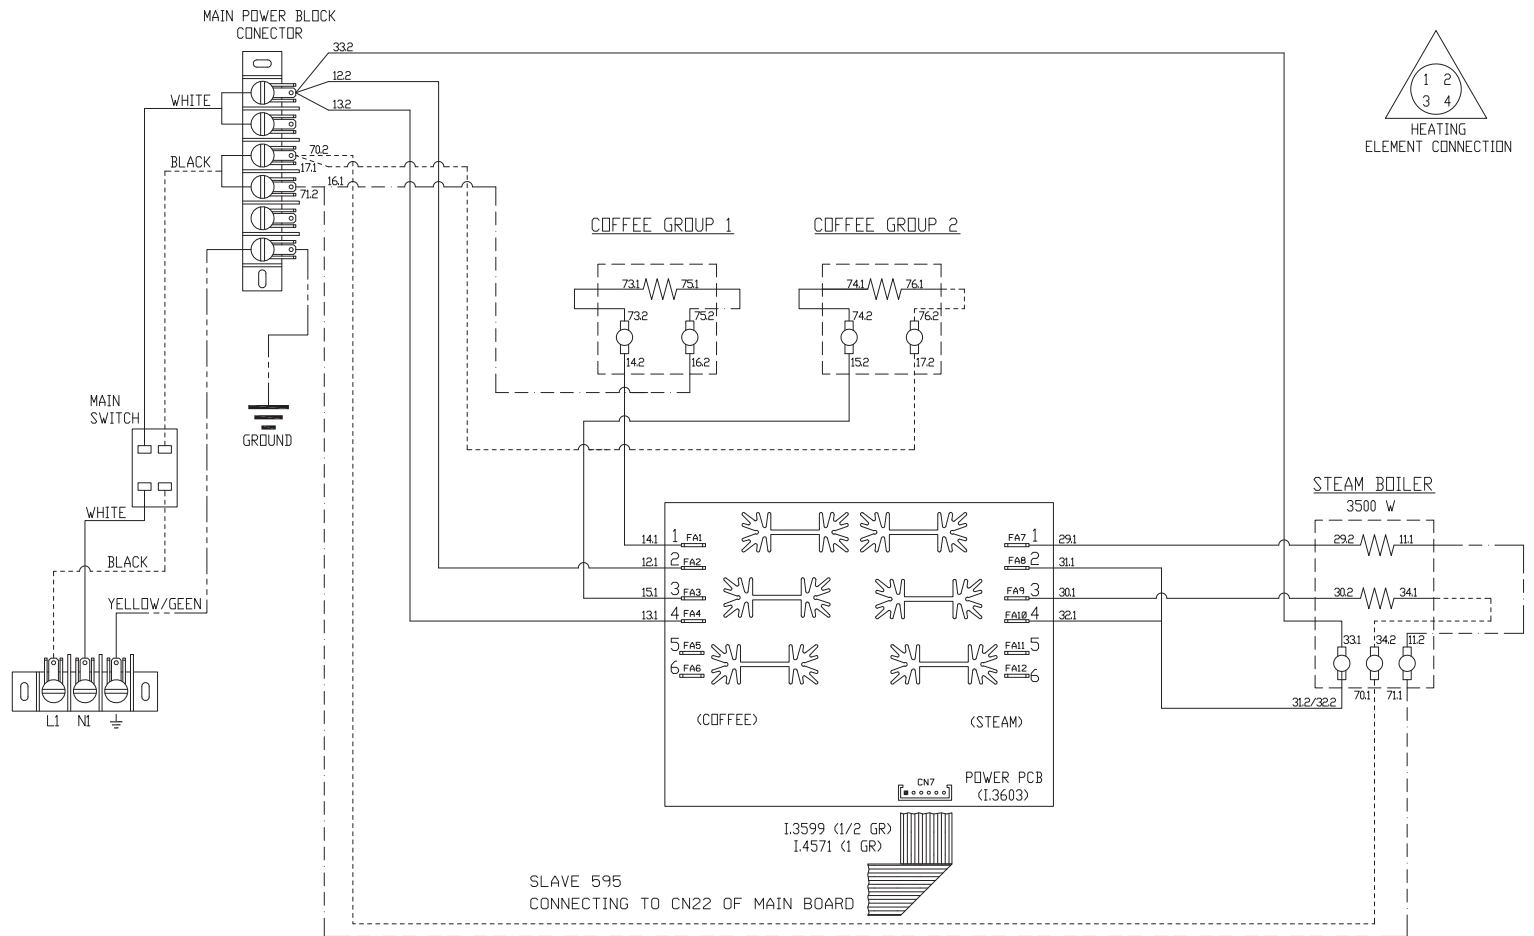 MAIN POWER BLOCK
CONECTOR
33.2
12.2
13.2
WHITE
70.2
BLACK
17.1
16.1
71.2
1 2
3 4
HEATING
ELEMENT CONNECTION
COFFEE GROUP 1
COFFEE GROUP 2
73.1 75.1
74.1 76.1
73.2 75.2
74.2 76.2
14.2 16.2
15.2 17.2
MAIN
SWITCH
GROUND
WHITE
BLACK
YELLOW/GEEN
L1 N1
STEAM BOILER
3500 W
14.1 1 FA1
12.1 2 FA2
15.1 3 FA3
13.1 4 FA4
5 FA5
6 FA6
FA7 1 29.1
FA8 2 31.1
FA9 3 30.1
FA10 4 32.1
FA11 5
FA12 6
29.2 11.1
30.2 34.1
33.1 34.2 11.2
31.2/32.2 70.1 71.1
(COFFEE)
(STEAM)
CN7
POWER PCB
(I.3603)
I.3599 (1/2 GR)
I.4571 (1 GR)
SLAVE 595
CONNECTING TO CN22 OF MAIN BOARD